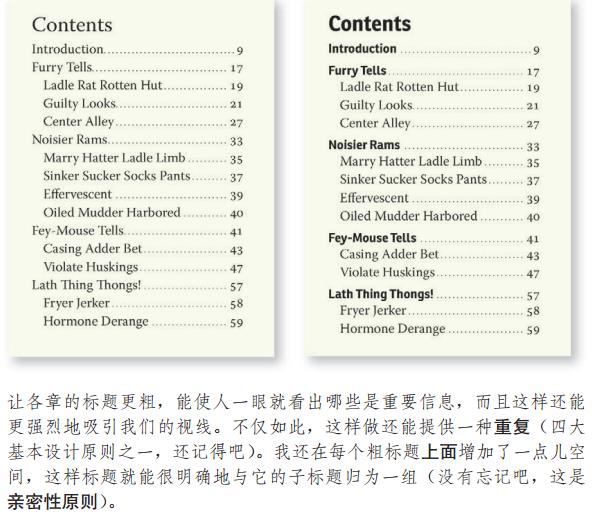 Contents
Introduction........................................9
Furry Tells........................................17
Ladle Rat Rotten Hut........................19
Guilty Looks....................................21
Center Alley....................................27
Noisier Rams....................................33
Marry Hatter Ladle Limb..................35
Sinker Sucker Socks Pants................37
Effervescent....................................39
Oiled Mudder Harbored...................40
Fey-Mouse Tells................................41
Casing Adder Bet............................43
Violate Huskings.............................47
Lath Thing Thongs!...........................57
Fryer Jerker....................................58
Hormone Derange..........................59
Contents
Introduction........................................9
Furry Tells........................................17
Ladle Rat Rotten Hut........................19
Guilty Looks....................................21
Center Alley....................................27
Noisier Rams....................................33
Marry Hatter Ladle Limb..................35
Sinker Sucker Socks Pants................37
Effervescent....................................39
Oiled Mudder Harbored...................40
Fey-Mouse Tells................................41
Casing Adder Bet............................43
Violate Huskings.............................47
Lath Thing Thongs!...........................57
Fryer Jerker....................................58
Hormone Derange..........................59
让各章的标题更粗，能使人一眼就看出哪些是重要信息，而且这样还能
更强烈地吸引我们的视线。不仅如此，这样做还能提供一种重复（四大
基本设计原则之一，还记得吧）。我还在每个粗标题上面增加了一点儿空
间，这样标题就能很明确地与它的子标题归为一组（没有忘记吧，这是
亲密性原则）。